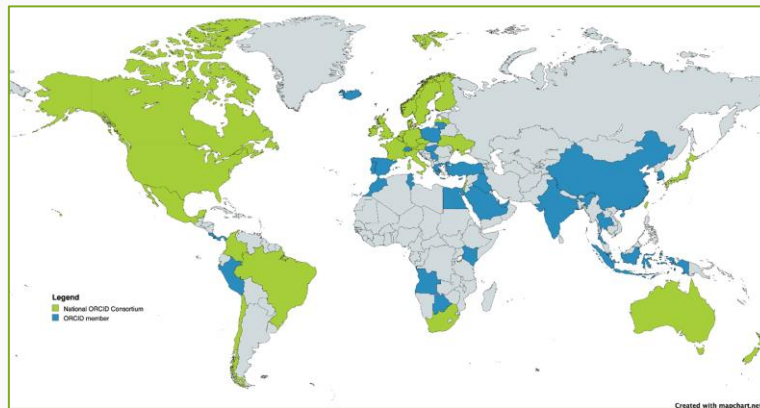 Legend
National ORCID Consortium
ORCID member
Created with mapchart.net